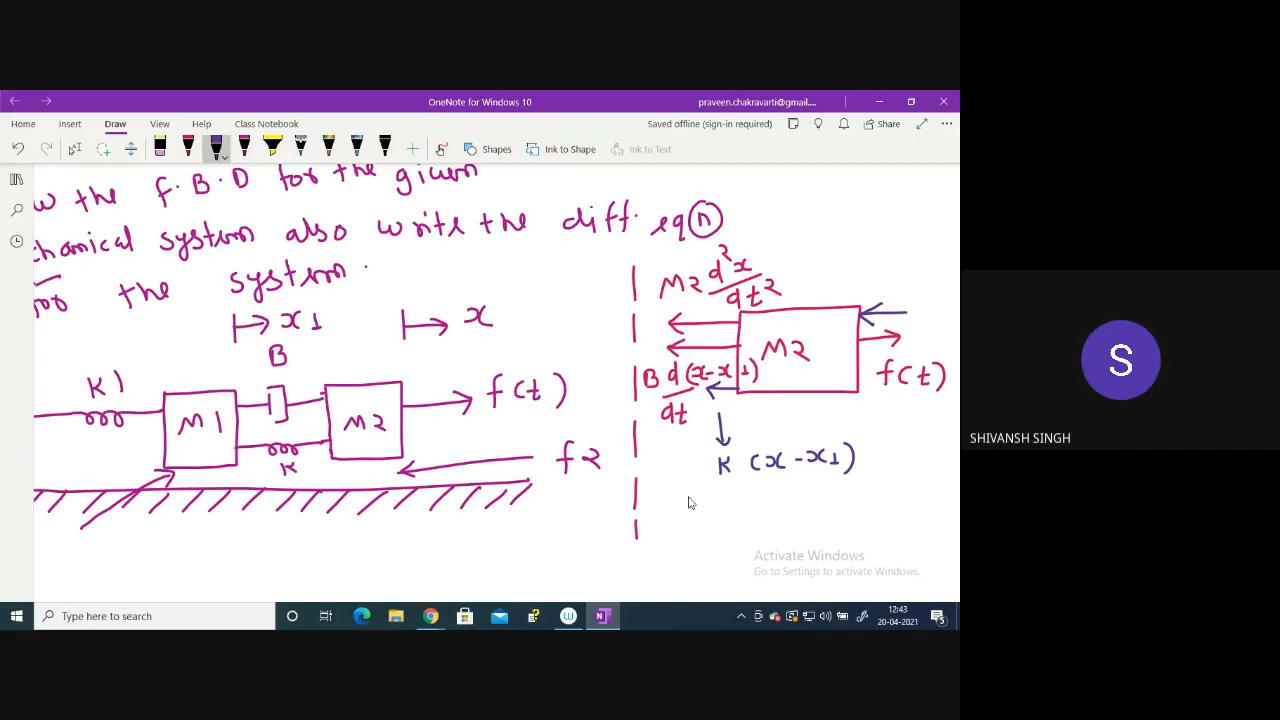 OneNote for Windows 10
praveen.chakravarti@gmail....
Home Insert Draw View Help Class Notebook
Saved offline (sign-in required)
Share
Shapes
Ink to Shape
Ink to Text
w the f.B.D for the given
chanical system also write the diff. eq n
for the system.
x1
x
B
K1
M1
M2
K
f(t)
f2
M2 d²x/dt2
M2
f(t)
B d(x-x1)/dt
K (x-x1)
SHIVANSH SINGH
S
Activate Windows
Go to Settings to activate Windows.
Type here to search
12:43
20-04-2021
5